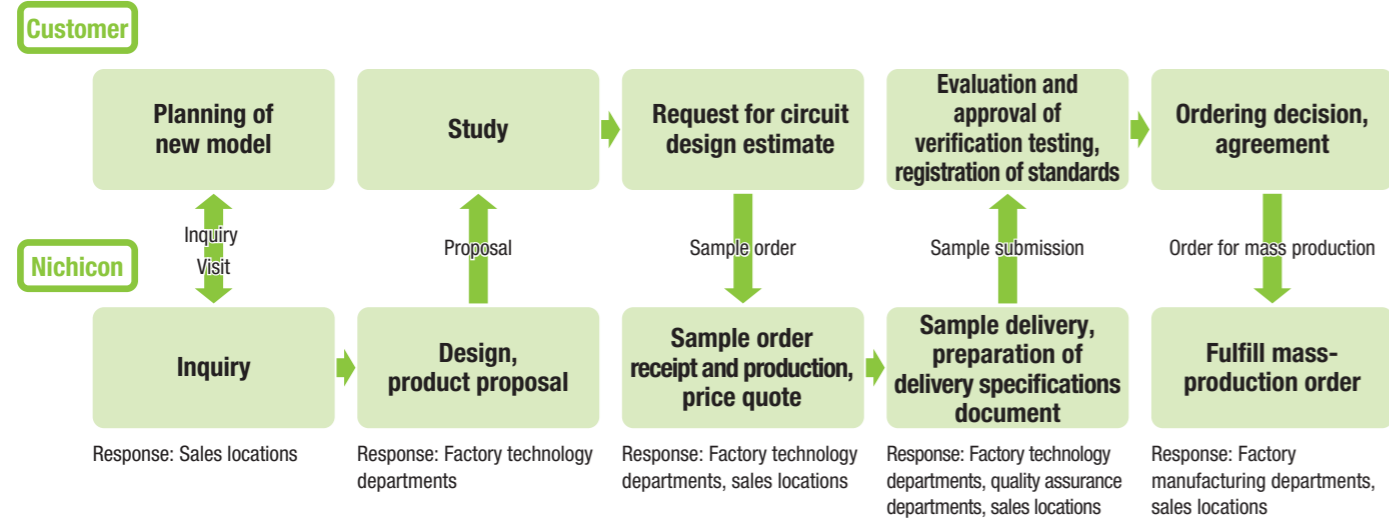 Customer
Planning of
new model
Study
Request for circuit
design estimate
Evaluation and
approval of
verification testing,
registration of standards
Ordering decision,
agreement
Inquiry
Visit
Proposal
Sample order
Sample submission
Order for mass production
Nichicon
Inquiry
Design,
product proposal
Sample order
receipt and production,
price quote
Sample delivery,
preparation of
delivery specifications
document
Fulfill mass-
production order
Response: Sales locations
Response: Factory technology
departments
Response: Factory technology
departments, sales locations
Response: Factory technology
departments, quality assurance
departments, sales locations
Response: Factory
manufacturing departments,
sales locations